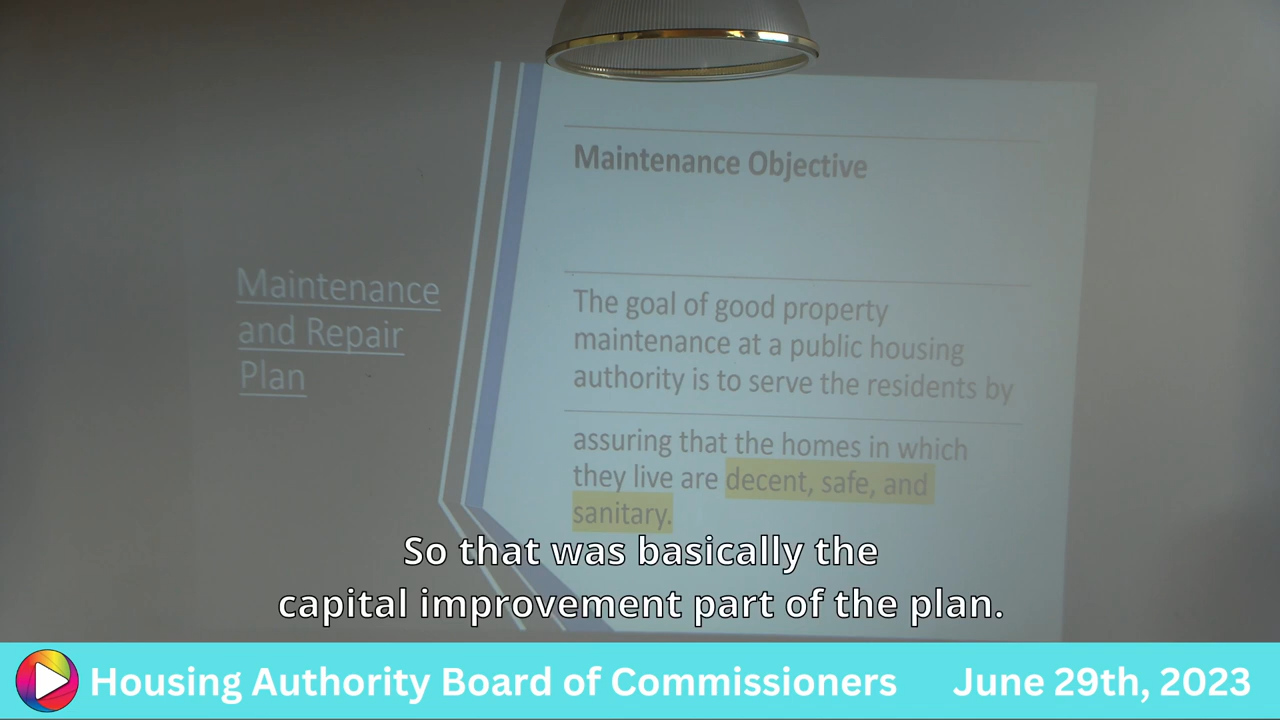 Maintenance
and Repair
Plan
Maintenance Objective
The goal of good property
maintenance at a public housing
authority is to serve the residents by
assuring that the homes in which
they live are decent, safe, and
sanitary.
So that was basically the
capital improvement part of the plan.
Housing Authority Board of Commissioners June 29th, 2023